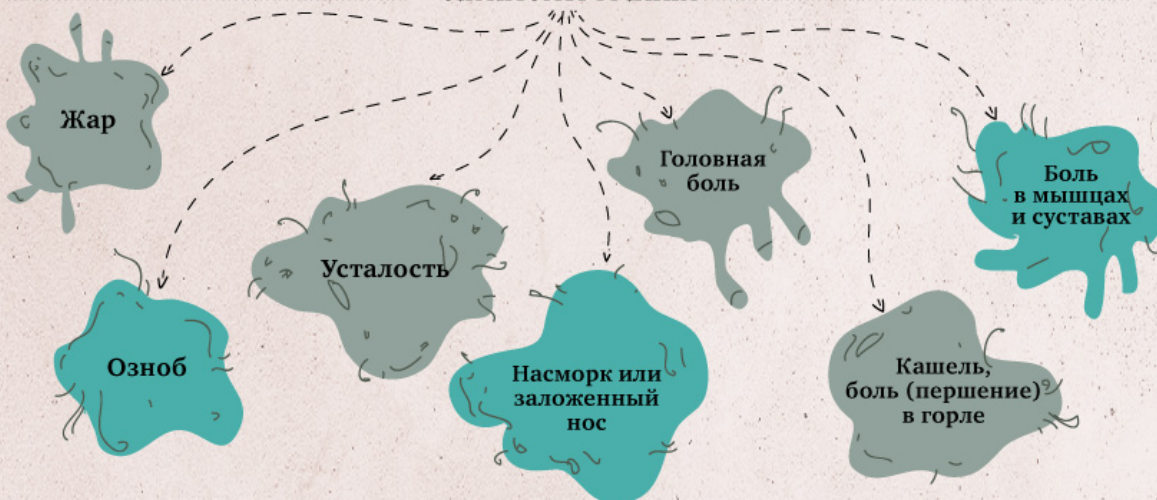 Жар
Головная
боль
Боль
в мышцах
и суставах
Усталость
Озноб
Насморк или
заложенный
нос
Кашель,
боль (першение)
в горле